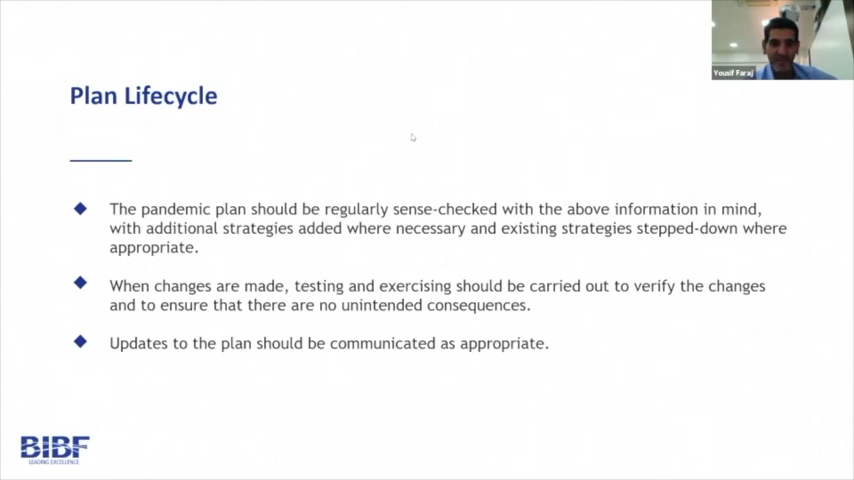 Yousif Faraj
Plan Lifecycle
The pandemic plan should be regularly sense-checked with the above information in mind,
with additional strategies added where necessary and existing strategies stepped-down where
appropriate.
When changes are made, testing and exercising should be carried out to verify the changes
and to ensure that there are no unintended consequences.
Updates to the plan should be communicated as appropriate.
BIBF
LEADING EXCELLENCE